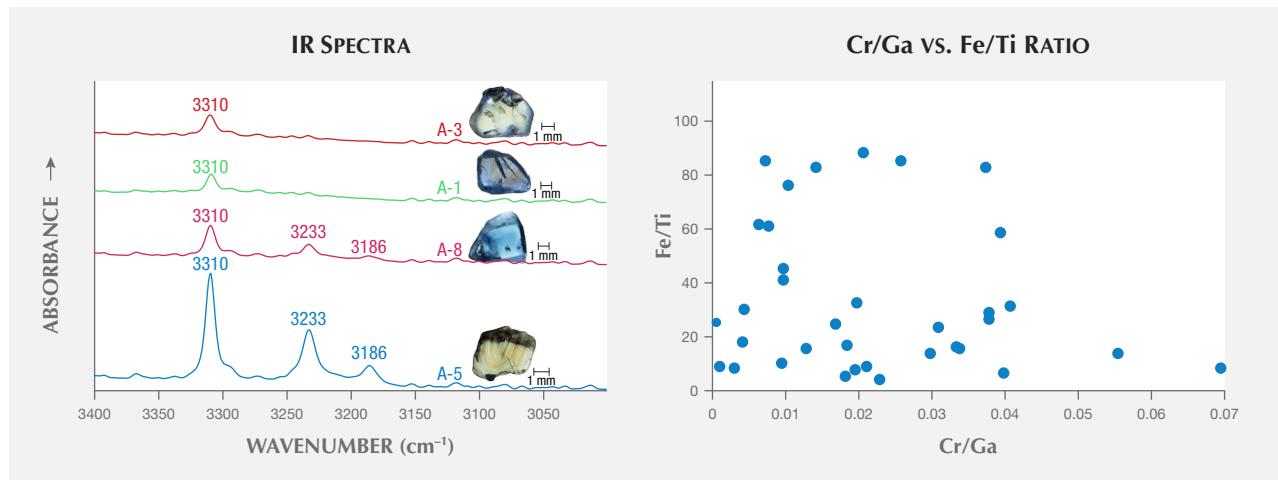 IR SPECTRA
3310
A-3
1 mm
3310
A-1
1 mm
3310
3233
3186
A-8
1 mm
3310
3233
3186
A-5
1 mm
ABSORBANCE →
3400 3350 3300 3250 3200 3150 3100 3050
WAVENUMBER (cm⁻¹)
Cr/Ga VS. Fe/Ti RATIO
100
80
60
40
20
0
Fe/Ti
0 0.01 0.02 0.03 0.04 0.05 0.06 0.07
Cr/Ga